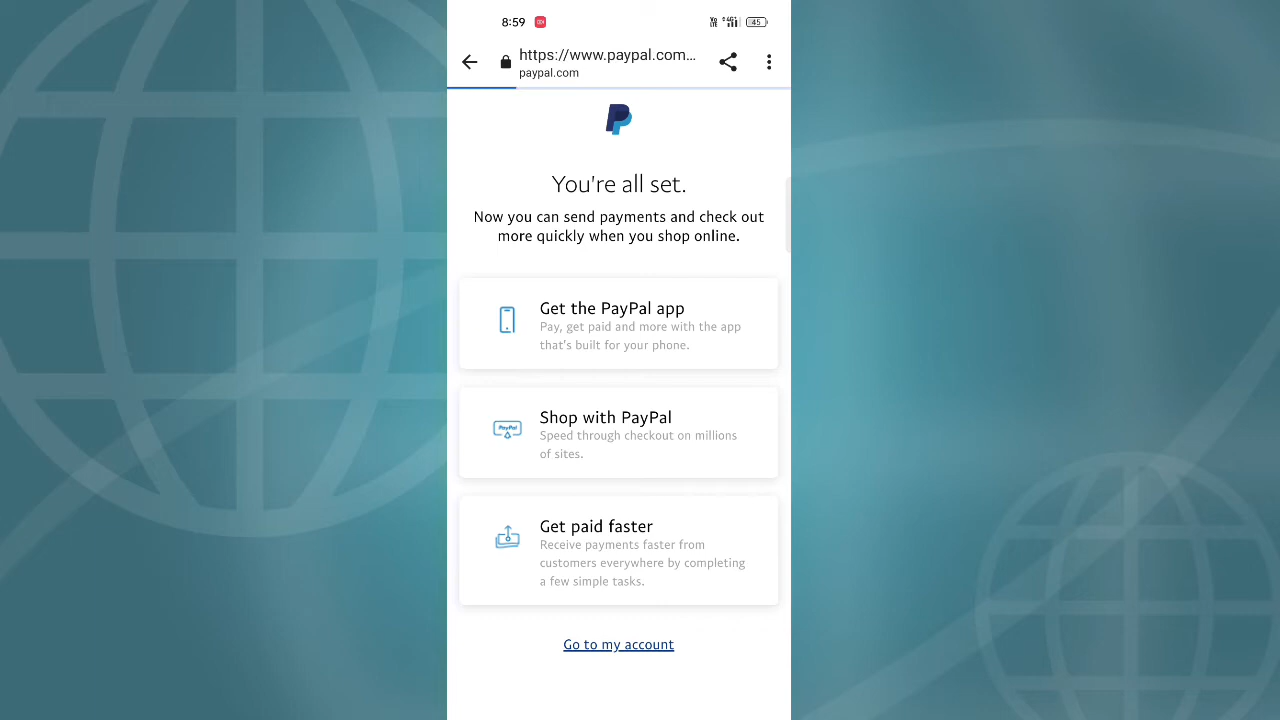 8:59
45
https://www.paypal.com...
paypal.com
You're all set.
Now you can send payments and check out
more quickly when you shop online.
Get the PayPal app
Pay, get paid and more with the app
that's built for your phone.
Shop with PayPal
PayPal
Speed through checkout on millions
of sites.
Get paid faster
Receive payments faster from
customers everywhere by completing
a few simple tasks.
Go to my account